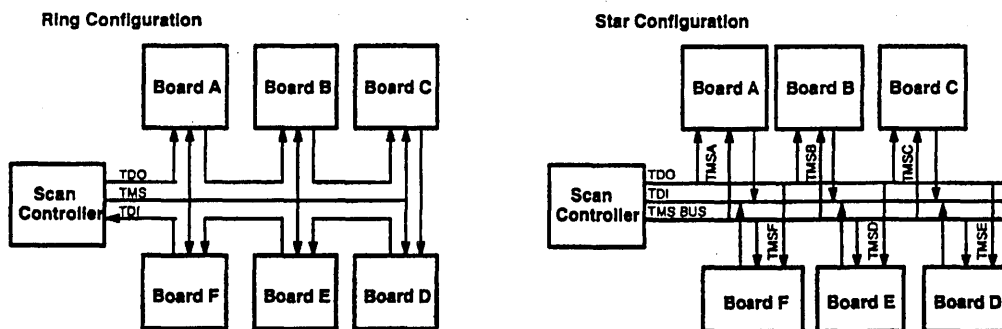 Ring Configuration
Board A
Board B
Board C
Scan
Controller
TDO
TMS
TDI
Board F
Board E
Board D
Star Configuration
Board A
Board B
Board C
TMSA
TMSB
TMSC
Scan
Controller
TDO
TDI
TMS BUS
TMSF
TMSD
TMSE
Board F
Board E
Board D